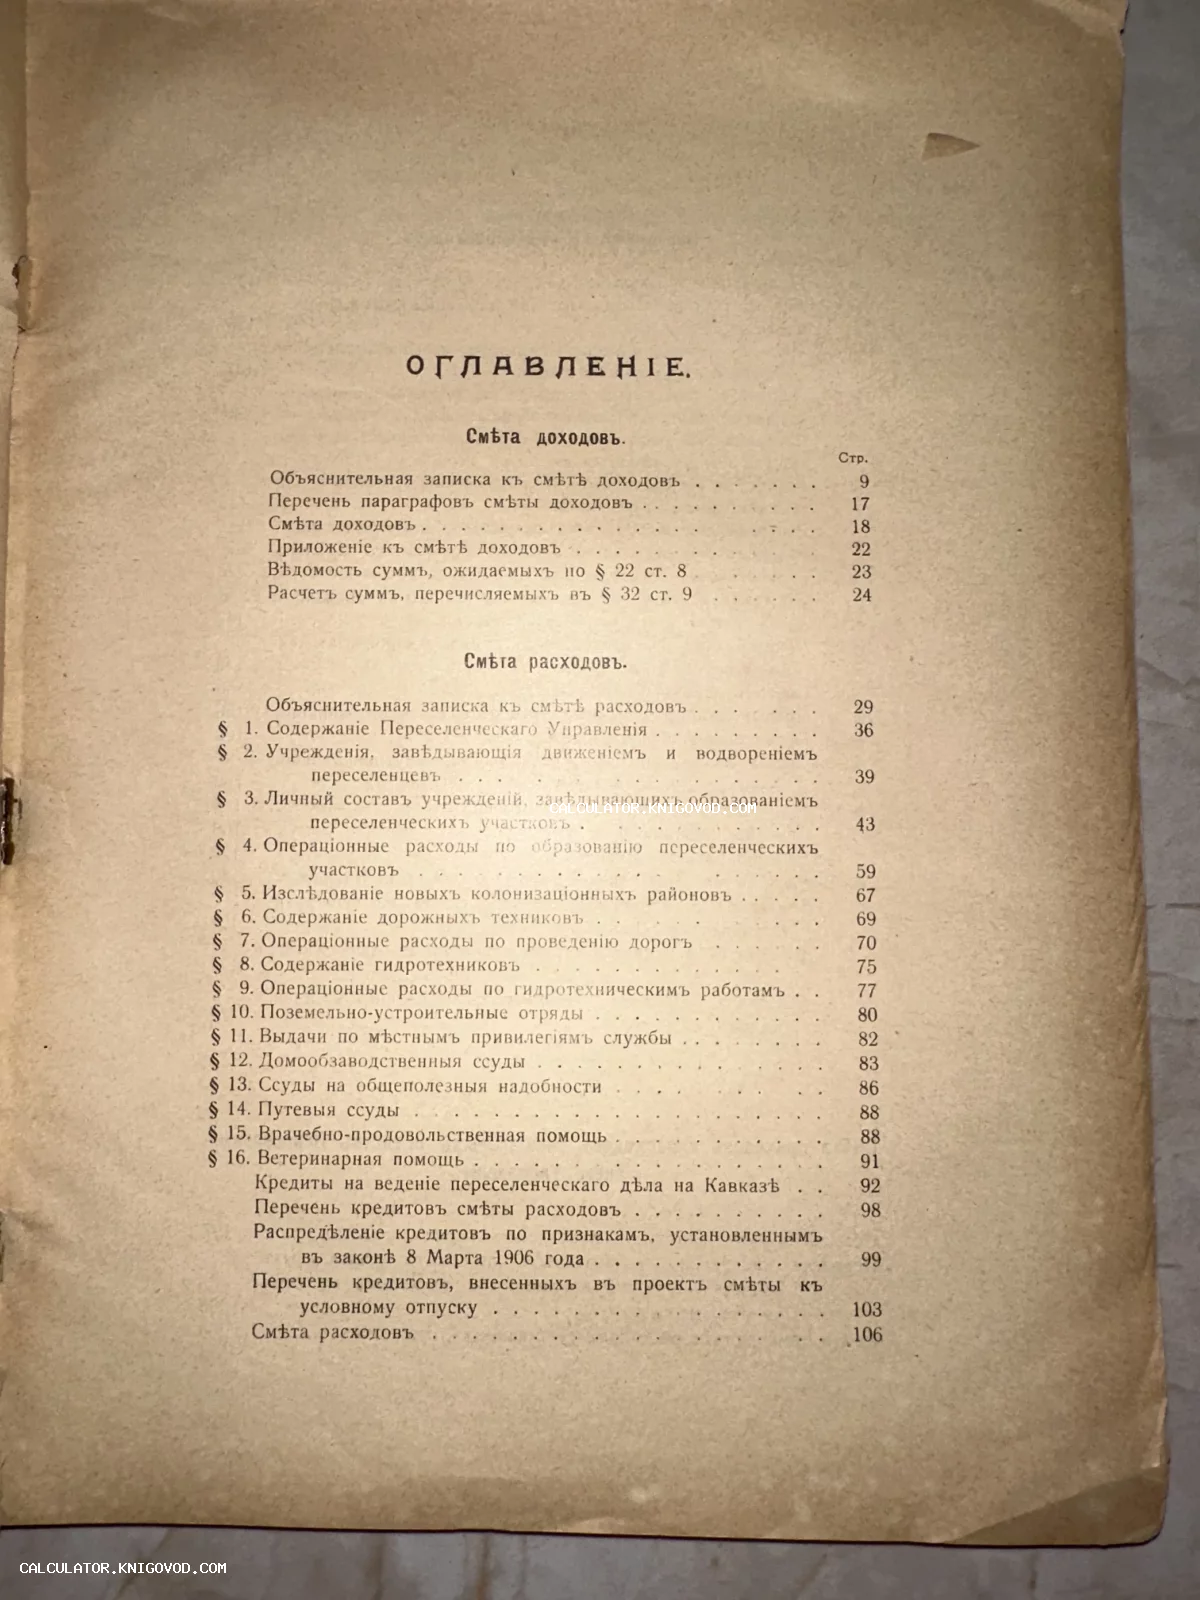 ОГЛАВЛЕНІЕ.
Смѣта доходовъ.
Стр.
Объяснительная записка къ смѣтѣ доходовъ . . . . . . . 9
Перечень параграфовъ смѣты доходовъ . . . . . . . . . 17
Смѣта доходовъ . . . . . . . . . . . . . . . 18
Приложеніе къ смѣтѣ доходовъ . . . . . . . . . 22
Вѣдомость суммъ, ожидаемыхъ по § 22 ст. 8 . . . . . 23
Расчетъ суммъ, перечисляемыхъ въ § 32 ст. 9 . . . . . . 24
Смѣта расходовъ.
Объяснительная записка къ смѣтѣ расходовъ . . . . . . 29
§ 1. Содержаніе Переселенческаго Управленія . . . . . . . . . 36
§ 2. Учрежденія, завѣдывающія движеніемъ и водвореніемъ
переселенцевъ . . . . . . . . . . . . . . 39
§ 3. Личный составъ учрежденій, завѣдывающихъ образованіемъ
CALCULATOR.KNIGOVOD.COM
переселенческихъ участковъ . . . . . . . . . . . 43
§ 4. Операціонные расходы по образованію переселенческихъ
участковъ . . . . . . . . . . . . . . . . 59
§ 5. Изслѣдованіе новыхъ колонизаціонныхъ районовъ . . . . . 67
§ 6. Содержаніе дорожныхъ техниковъ . . . . . . . . 69
§ 7. Операціонные расходы по проведенію дорогъ . . . . . . 70
§ 8. Содержаніе гидротехниковъ . . . . . . . . . . . . . 75
§ 9. Операціонные расходы по гидротехническимъ работамъ . . 77
§ 10. Поземельно-устроительные отряды . . . . . . . . . . . . 80
§ 11. Выдачи по мѣстнымъ привилегіямъ службы . . . . . . . . 82
§ 12. Домообзаводственныя ссуды . . . . . . . . . . . . . . . 83
§ 13. Ссуды на общеполезныя надобности . . . . . . . . . 86
§ 14. Путевыя ссуды . . . . . . . . . . . . . . . . . . . 88
§ 15. Врачебно-продовольственная помощь . . . . . . . . . . . 88
§ 16. Ветеринарная помощь . . . . . . . . . . . . . . . . . 91
Кредиты на веденіе переселенческаго дѣла на Кавказѣ . . 92
Перечень кредитовъ смѣты расходовъ . . . . . . . . . . 98
Распредѣленіе кредитовъ по признакамъ, установленнымъ
въ законѣ 8 Марта 1906 года . . . . . . . . . . . . 99
Перечень кредитовъ, внесенныхъ въ проектъ смѣты къ
условному отпуску . . . . . . . . . . . . . . . . . 103
Смѣта расходовъ . . . . . . . . . . . . . . . . . 106
CALCULATOR.KNIGOVOD.COM